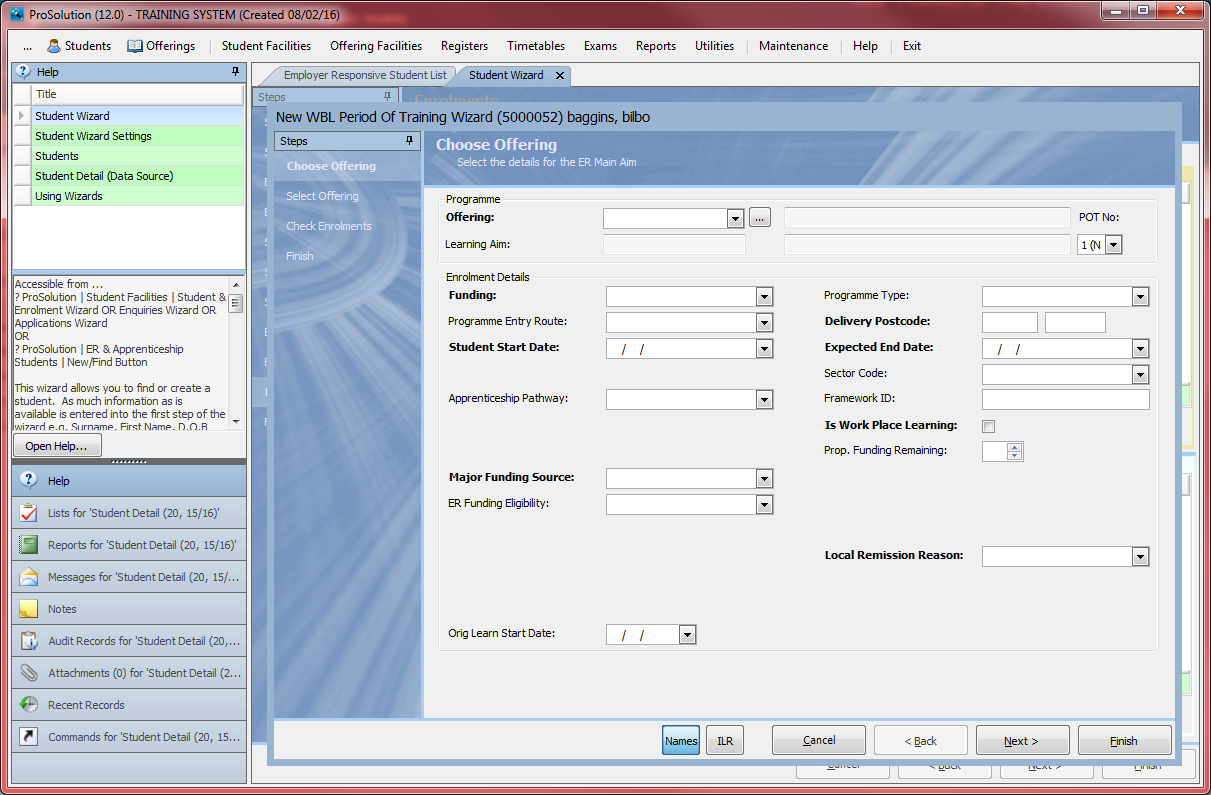 ProSolution (12.0) - TRAINING SYSTEM (Created 08/02/16)
... Students Offerings Student Facilities Offering Facilities Registers Timetables Exams Reports Utilities Maintenance Help Exit
Help
Title
Student Wizard
Student Wizard Settings
Students
Student Detail (Data Source)
Using Wizards
Accessible from ...
? ProSolution | Student Facilities | Student &
Enrolment Wizard OR Enquiries Wizard OR
Applications Wizard
OR
? ProSolution | ER & Apprenticeship
Students | New/Find Button
This wizard allows you to find or create a
student. As much information as is
available is entered into the first step of the
wizard e.g. Surname, First Name, D.O.B
Open Help...
Help
Lists for 'Student Detail (20, 15/16)'
Reports for 'Student Detail (20, 15/16)'
Messages for 'Student Detail (20, 15/...
Notes
Audit Records for 'Student Detail (20,...
Attachments (0) for 'Student Detail (2...
Recent Records
Commands for 'Student Detail (20, 15...
Employer Responsive Student List
Student Wizard
Steps
Enrolments
New WBL Period Of Training Wizard (5000052) baggins, bilbo
Steps
Choose Offering
Select Offering
Check Enrolments
Finish
Choose Offering
Select the details for the ER Main Aim
Programme
Offering: ... POT No:
Learning Aim: 1 (N
Enrolment Details
Funding: Programme Type:
Programme Entry Route: Delivery Postcode:
Student Start Date: / / Expected End Date: / /
Sector Code:
Apprenticeship Pathway: Framework ID:
Is Work Place Learning:
Prop. Funding Remaining:
Major Funding Source:
ER Funding Eligibility:
Local Remission Reason:
Orig Learn Start Date: / /
Names ILR Cancel < Back Next > Finish
Cancel < Back Next > Finish